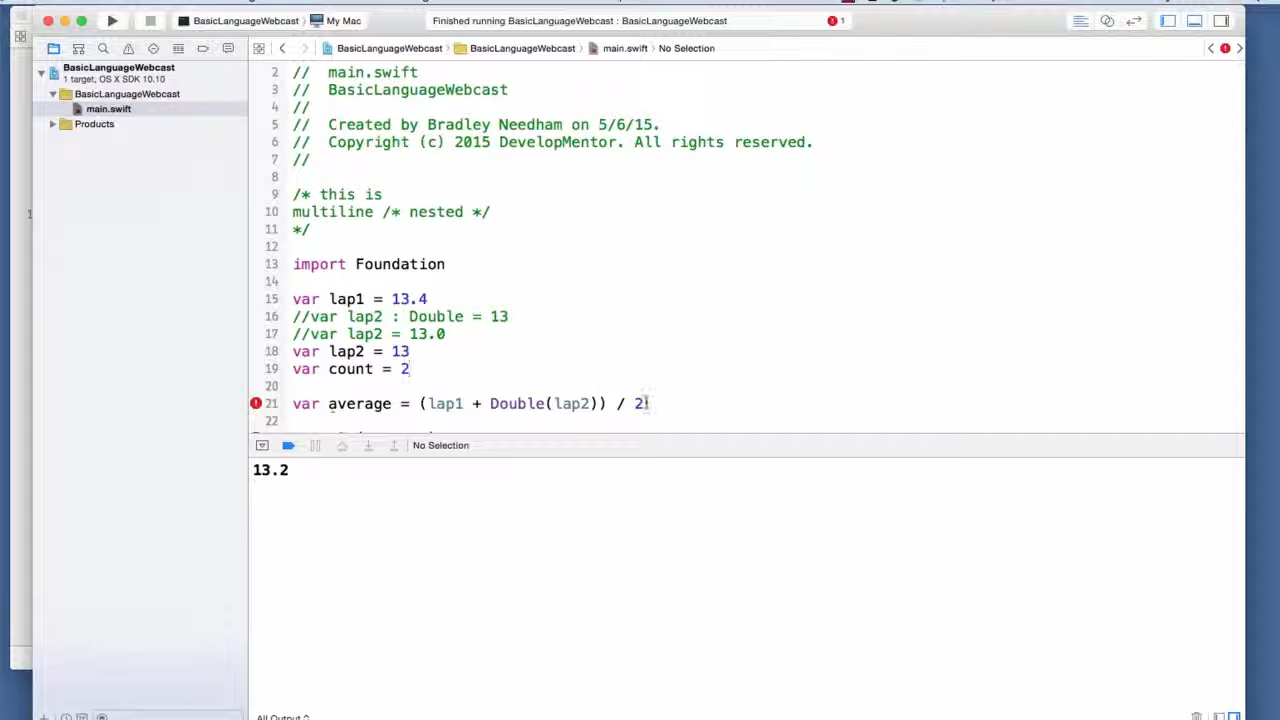 BasicLanguageWebcast My Mac Finished running BasicLanguageWebcast : BasicLanguageWebcast 1
BasicLanguageWebcast BasicLanguageWebcast main.swift No Selection
BasicLanguageWebcast
1 target, OS X SDK 10.10
BasicLanguageWebcast
main.swift
Products
2 // main.swift
3 // BasicLanguageWebcast
4 //
5 // Created by Bradley Needham on 5/6/15.
6 // Copyright (c) 2015 DevelopMentor. All rights reserved.
7 //
8
9 /* this is
10 multiline /* nested */
11 */
12
13 import Foundation
14
15 var lap1 = 13.4
16 //var lap2 : Double = 13
17 //var lap2 = 13.0
18 var lap2 = 13
19 var count = 2
20
21 var average = (lap1 + Double(lap2)) / 2
22
No Selection
13.2
All Output